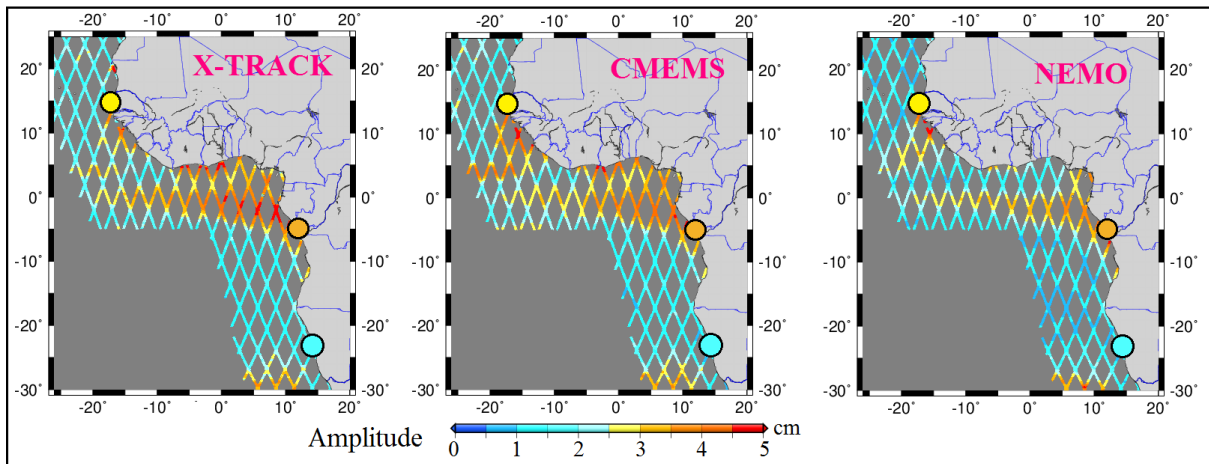 -20° -10° 0° 10° 20° -20° -10° 0° 10° 20° -20° -10° 0° 10° 20°
X-TRACK CMEMS NEMO
20° 20° 20° 20° 20° 20°
10° 10° 10° 10° 10° 10°
0° 0° 0° 0° 0° 0°
-10° -10° -10° -10° -10° -10°
-20° -20° -20° -20° -20° -20°
-30° -30° -30° -30° -30° -30°
-20° -10° 0° 10° 20° -20° -10° 0° 10° 20° -20° -10° 0° 10° 20°
Amplitude cm
0 1 2 3 4 5